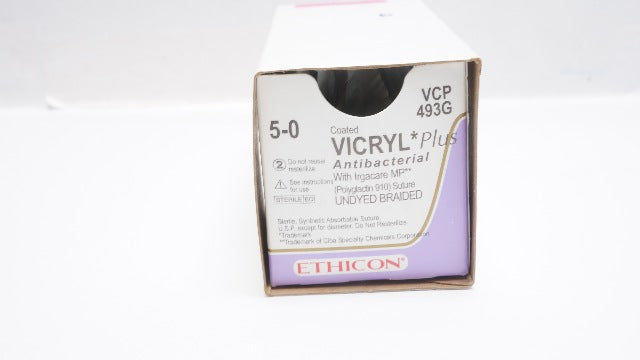 VCP
493G
5-0
Coated
VICRYL* Plus
Antibacterial
With Irgacare MP**
(Polyglactin 910) Suture
UNDYED BRAIDED
2 Do not reuse/
resterilize
See instructions
for use
STERILE EO
Sterile, Synthetic Absorbable Suture
U.S.P. except for diameter. Do Not Resterilize.
*Trademark
**Trademark of Ciba Specialty Chemicals Corporation
ETHICON®